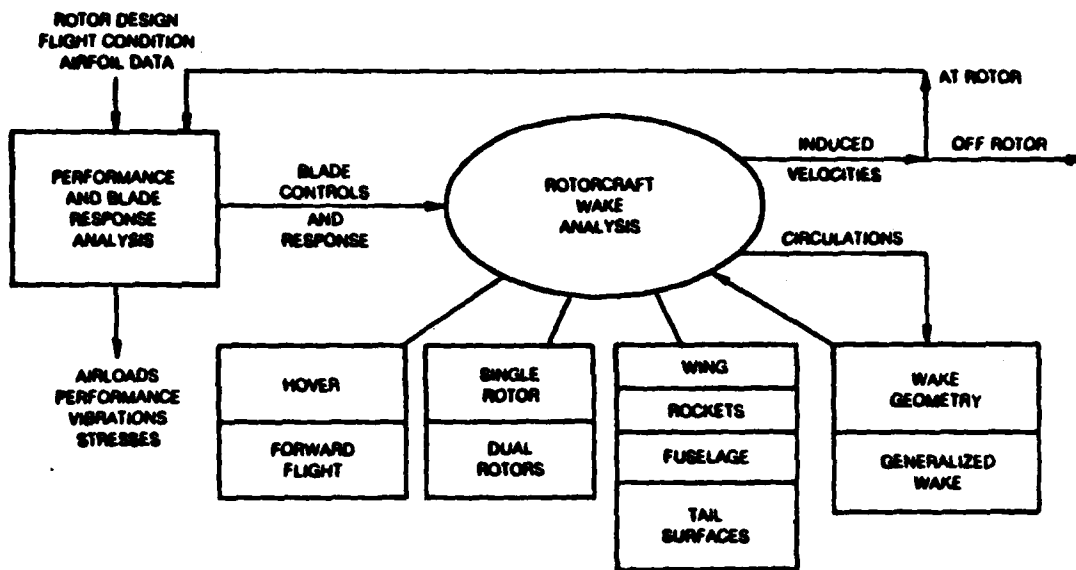 ROTOR DESIGN
FLIGHT CONDITION
AIRFOIL DATA
AT ROTOR
INDUCED
VELOCITIES
OFF ROTOR
PERFORMANCE
AND BLADE
RESPONSE
ANALYSIS
BLADE
CONTROLS
AND
RESPONSE
ROTORCRAFT
WAKE
ANALYSIS
CIRCULATIONS
AIRLOADS
PERFORMANCE
VIBRATIONS
STRESSES
HOVER
FORWARD
FLIGHT
SINGLE
ROTOR
DUAL
ROTORS
WING
ROCKETS
FUSELAGE
TAIL
SURFACES
WAKE
GEOMETRY
GENERALIZED
WAKE